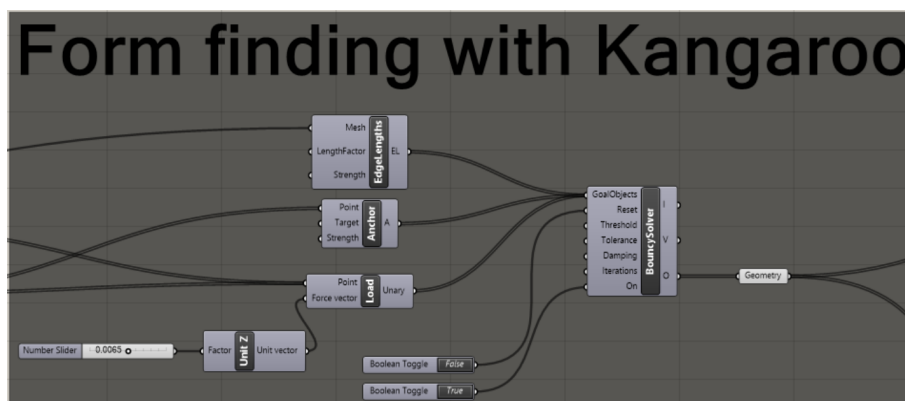 Form finding with Kangaroo
Mesh
LengthFactor
Strength
EdgeLengths
EL
Point
Target
Strength
Anchor
A
Point
Force vector
Load
Unary
Number Slider
0.0065
Factor
Unit Z
Unit vector
Boolean Toggle
False
Boolean Toggle
True
GoalObjects
Reset
Threshold
Tolerance
Damping
Iterations
On
BouncySolver
I
V
O
Geometry